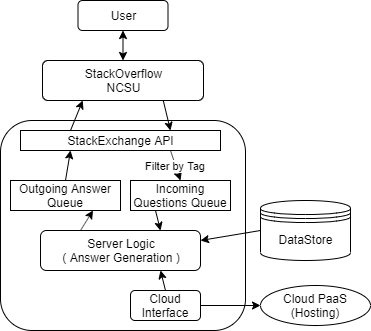 User
StackOverflow
NCSU
StackExchange API
Filter by Tag
Outgoing Answer
Queue
Incoming
Questions Queue
Server Logic
( Answer Generation )
DataStore
Cloud
Interface
Cloud PaaS
(Hosting)